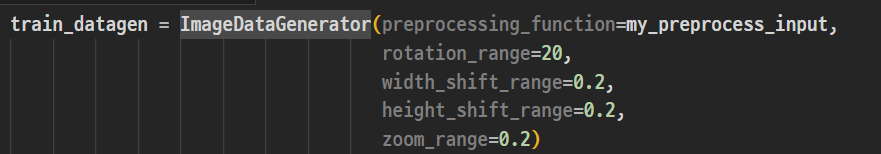 train_datagen = ImageDataGenerator(preprocessing_function=my_preprocess_input,
rotation_range=20,
width_shift_range=0.2,
height_shift_range=0.2,
zoom_range=0.2)